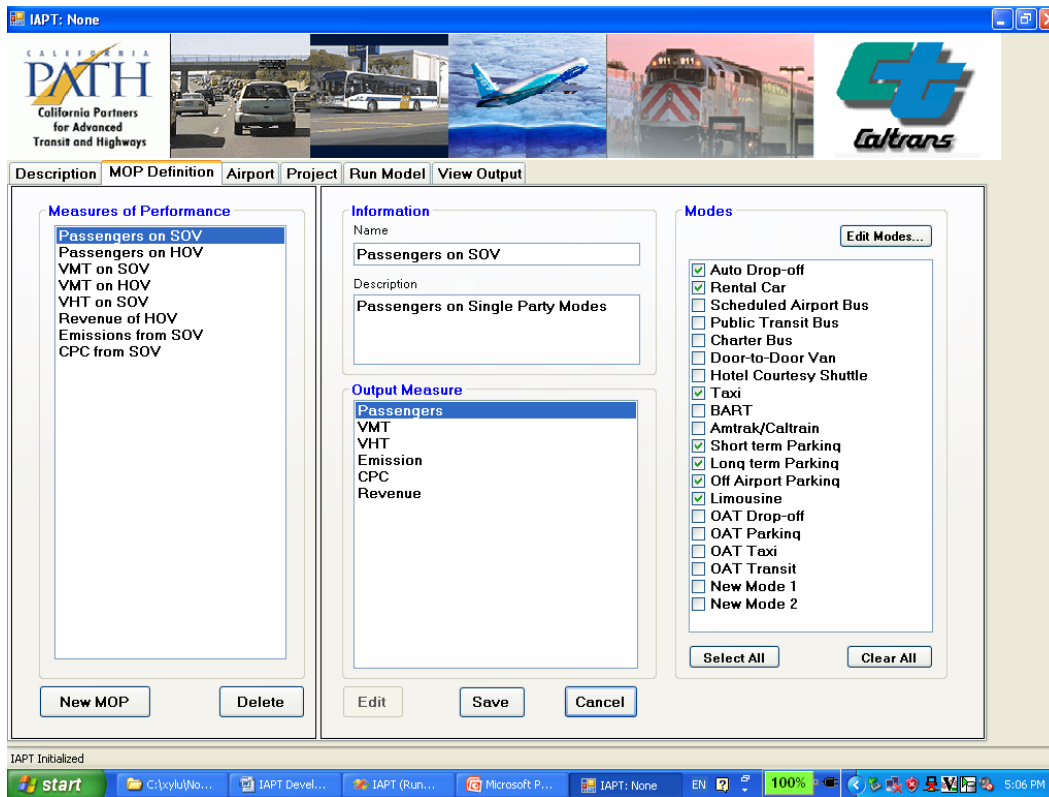 IAPT: None
CALIFORNIA
PATH
California Partners
for Advanced
Transit and Highways
911 911
Caltrans
Description MOP Definition Airport Project Run Model View Output
Measures of Performance
Passengers on SOV
Passengers on HOV
VMT on SOV
VMT on HOV
VHT on SOV
Revenue of HOV
Emissions from SOV
CPC from SOV
New MOP Delete
Information
Name
Passengers on SOV
Description
Passengers on Single Party Modes
Output Measure
Passengers
VMT
VHT
Emission
CPC
Revenue
Edit Save Cancel
Modes
Edit Modes...
Auto Drop-off
Rental Car
Scheduled Airport Bus
Public Transit Bus
Charter Bus
Door-to-Door Van
Hotel Courtesy Shuttle
Taxi
BART
Amtrak/Caltrain
Short term Parking
Long term Parking
Off Airport Parking
Limousine
OAT Drop-off
OAT Parking
OAT Taxi
OAT Transit
New Mode 1
New Mode 2
Select All Clear All
IAPT Initialized
start C:\xylu\No... IAPT Devel... IAPT (Run... Microsoft P... IAPT: None EN 100% 5:06 PM